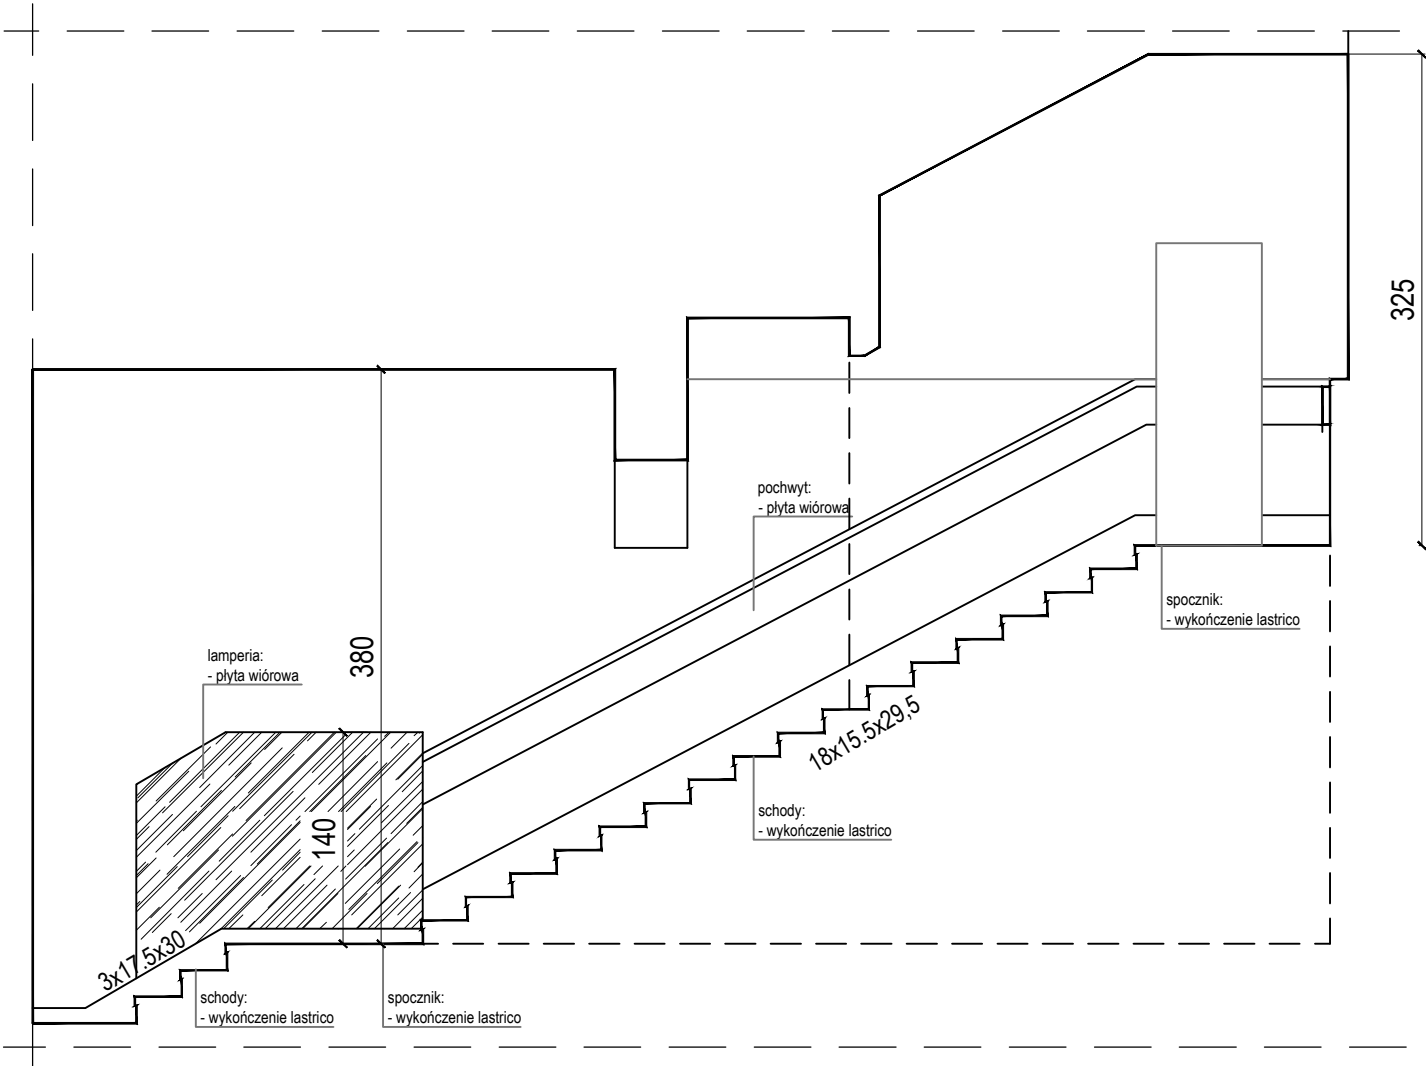 325
pochwyt:
- płyta wiórowa
spocznik:
- wykończenie lastrico
lamperia:
- płyta wiórowa
380
18x15.5x29,5
140
schody:
- wykończenie lastrico
3x17.5x30
schody:
- wykończenie lastrico
spocznik:
- wykończenie lastrico